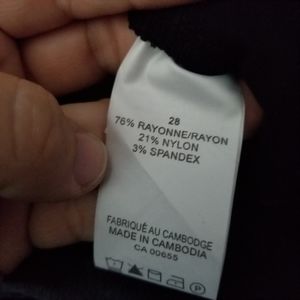 28
76% RAYONNE/RAYON
21% NYLON
3% SPANDEX
FABRIQUÉ AU CAMBODGE
MADE IN CAMBODIA
CA 00655